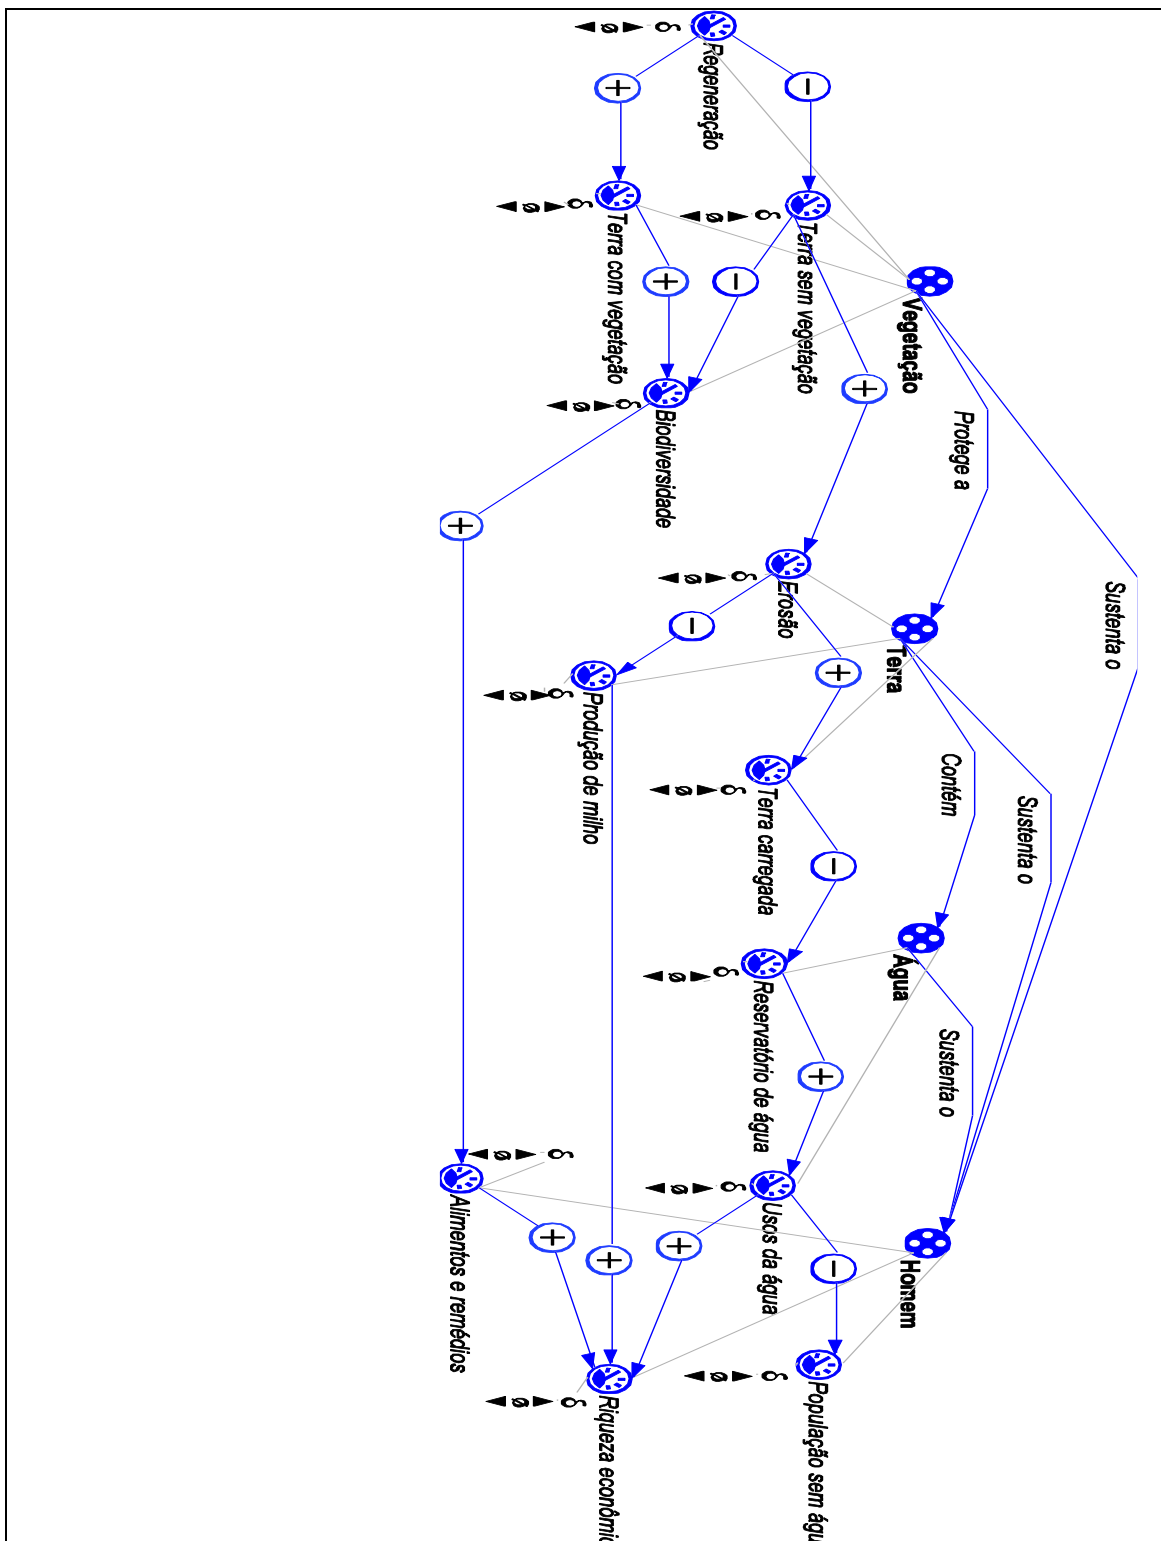 Regeneração
δ
ø
+
−
Terra com vegetação
δ
ø
Terra sem vegetação
δ
ø
Vegetação
+
−
+
Biodiversidade
δ
ø
Protege a
Sustenta o
+
Erosão
δ
ø
Terra
−
+
Produção de milho
δ
ø
Terra carregada
δ
ø
Contém
Sustenta o
−
Água
Reservatório de água
δ
ø
Sustenta o
+
Alimentos e remédios
δ
ø
Usos da água
δ
ø
Homem
+
+
+
−
Riqueza econômic
δ
ø
População sem águ
δ
ø